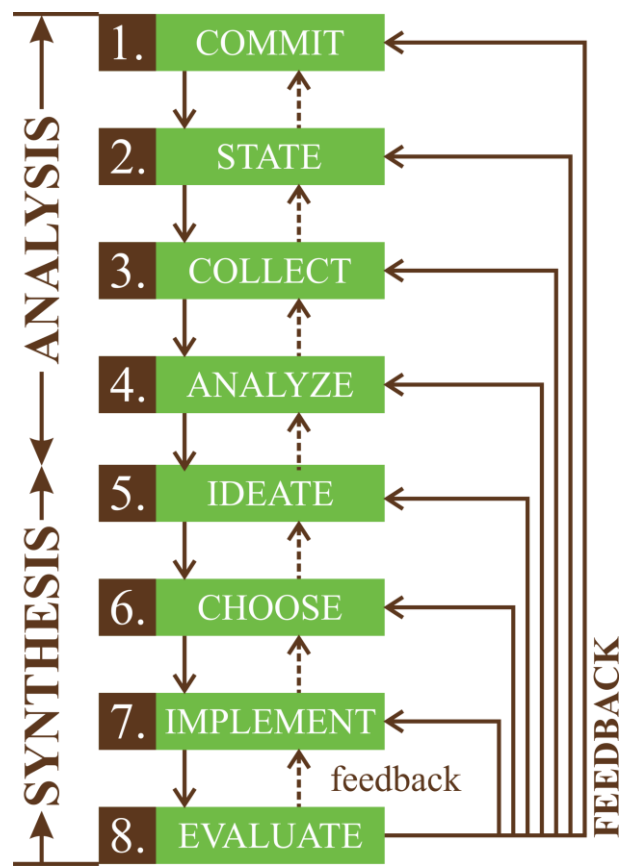 1. COMMIT
2. STATE
3. COLLECT
4. ANALYZE
5. IDEATE
6. CHOOSE
7. IMPLEMENT
feedback
8. EVALUATE
ANALYSIS
SYNTHESIS
FEEDBACK